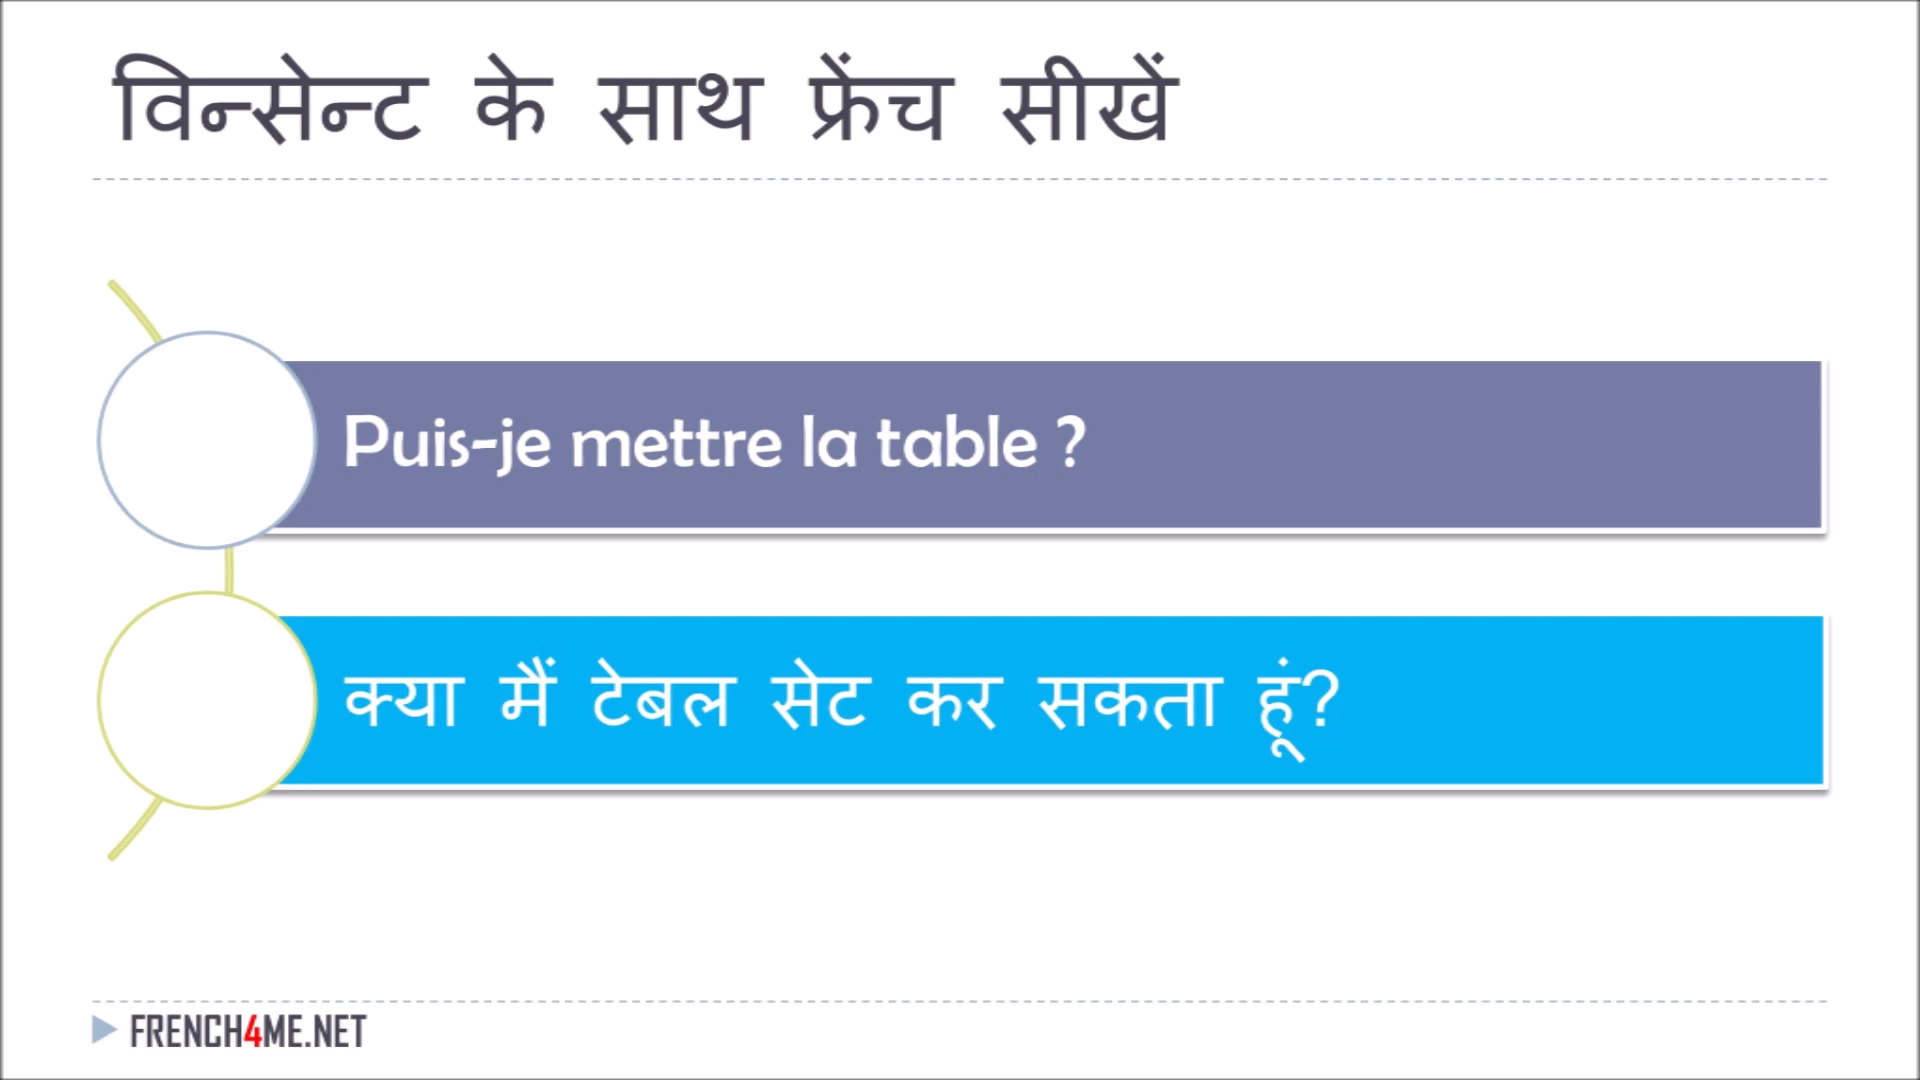 विन्सेन्ट के साथ फ्रेंच सीखें
Puis-je mettre la table ?
क्या मैं टेबल सेट कर सकता हूं?
FRENCH4ME.NET